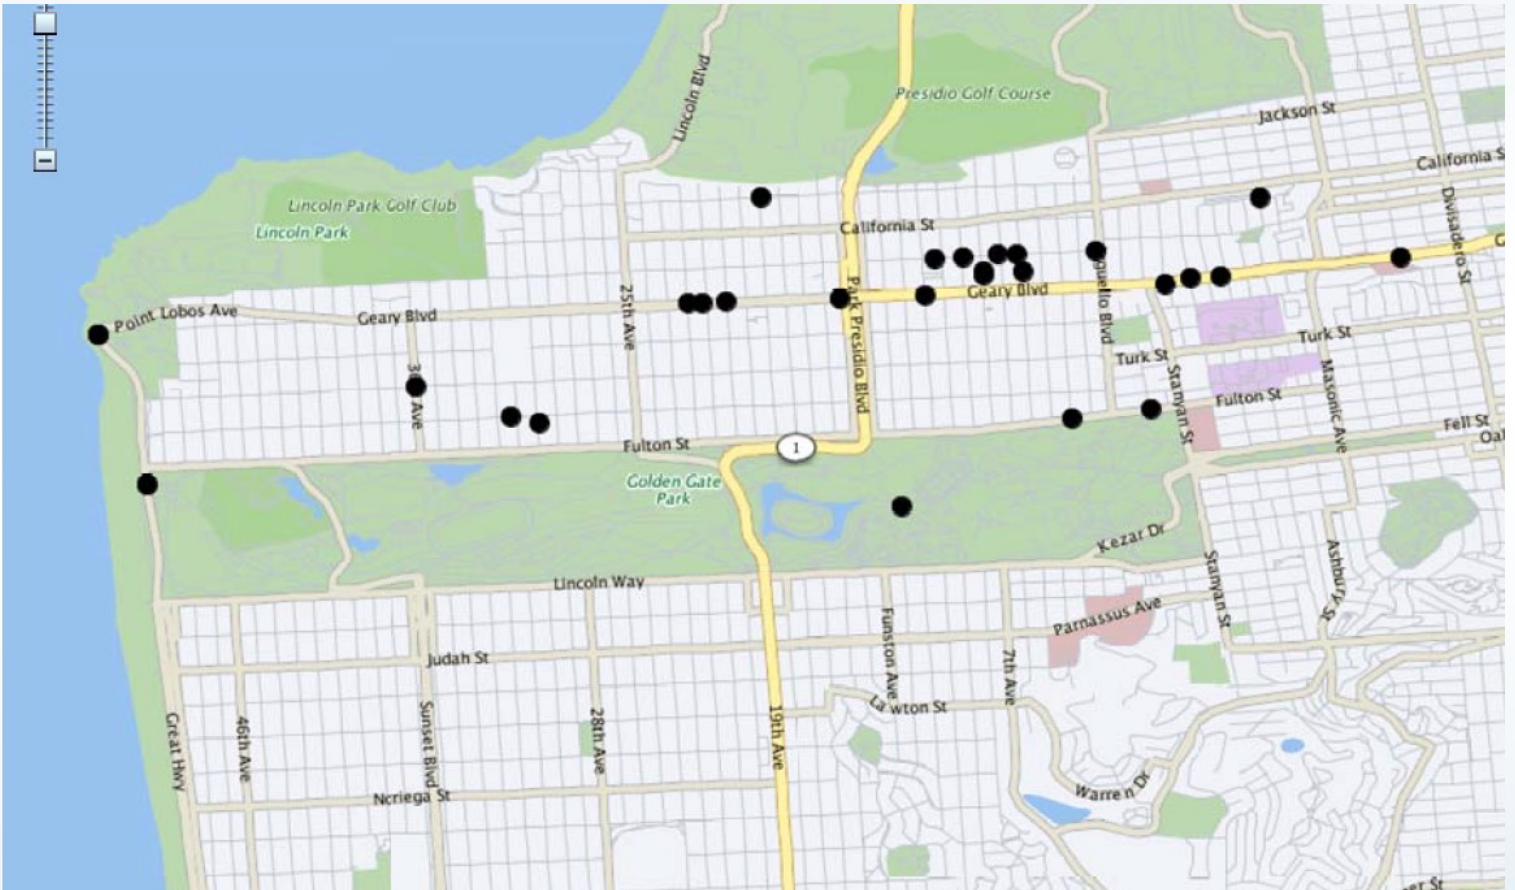 Lincoln Blvd
Presidio Golf Course
Jackson St
California S
Lincoln Park Golf Club
Lincoln Park
California St
Divisadero St
G
Point Lobos Ave
Geary Blvd
25th Ave
Park Presidio Blvd
Geary Blvd
guello Blvd
Turk St
Turk St
Ave
Stanyan St
Masonic Ave
Fulton St
Fulton St
1
Fell St
Oal
Golden Gate
Park
Kezar Dr
Lincoln Way
Stanyan St
Ashbury St
Parnassus Ave
Funston Ave
Judah St
7th Ave
Lawton St
Great Hwy
46th Ave
Sunset Blvd
28th Ave
19th Ave
Noriega St
Warren Dr
er St